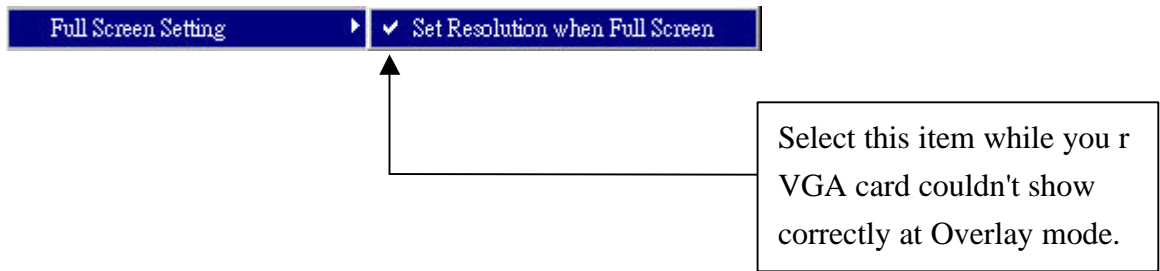 Full Screen Setting
Set Resolution when Full Screen
Select this item while you r
VGA card couldn't show
correctly at Overlay mode.